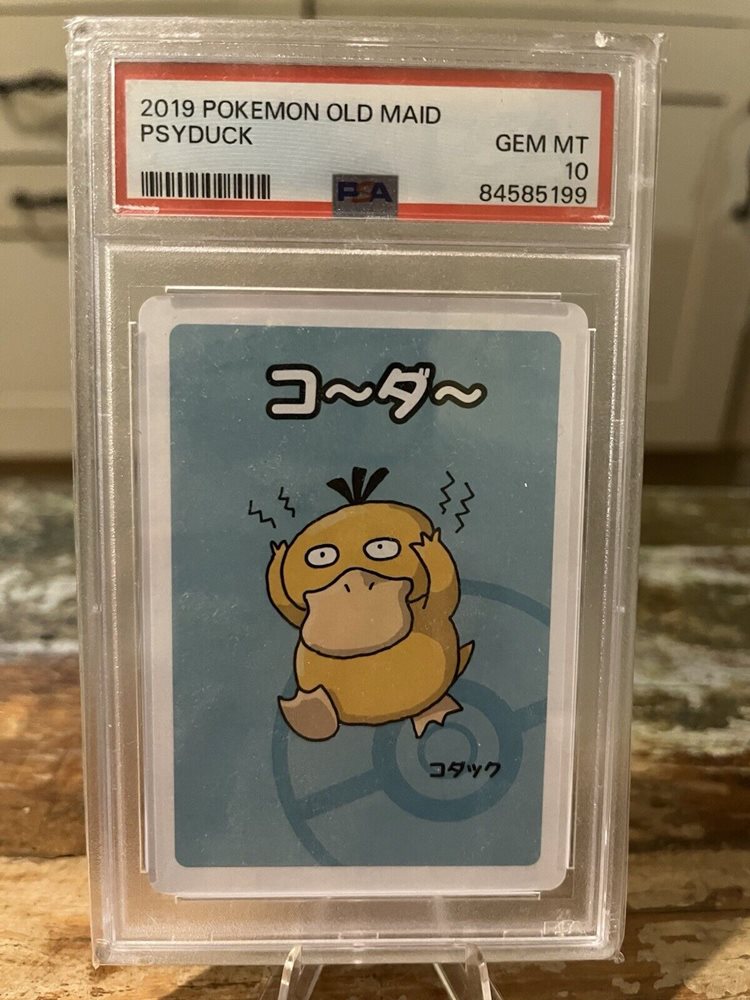 2019 POKEMON OLD MAID
PSYDUCK
GEM MT
10
PSA
84585199
コ〜ダ〜
コダック